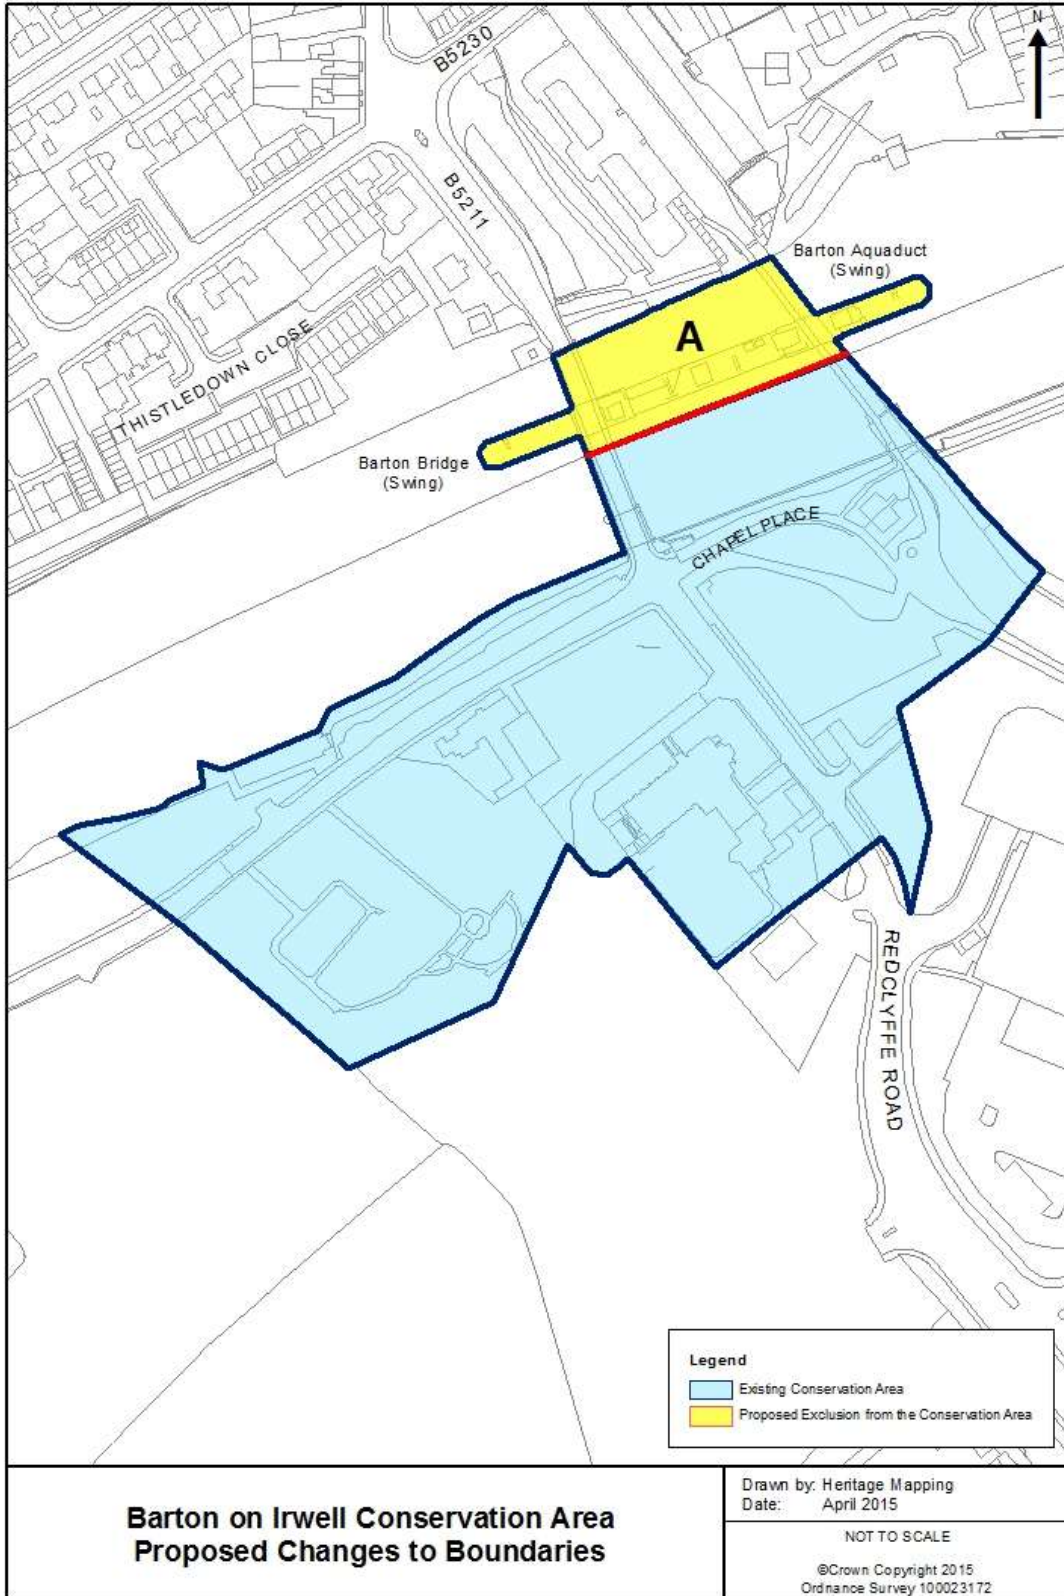 N
B5230
B5211
Barton Aquaduct
(Swing)
A
THISTLEDOWN CLOSE
Barton Bridge
(Swing)
CHAPEL PLACE
REDCLYFFE ROAD
Legend
Existing Conservation Area
Proposed Exclusion from the Conservation Area
Barton on Irwell Conservation Area
Proposed Changes to Boundaries
Drawn by: Heritage Mapping
Date: April 2015
NOT TO SCALE
©Crown Copyright 2015
Ordnance Survey 100023172